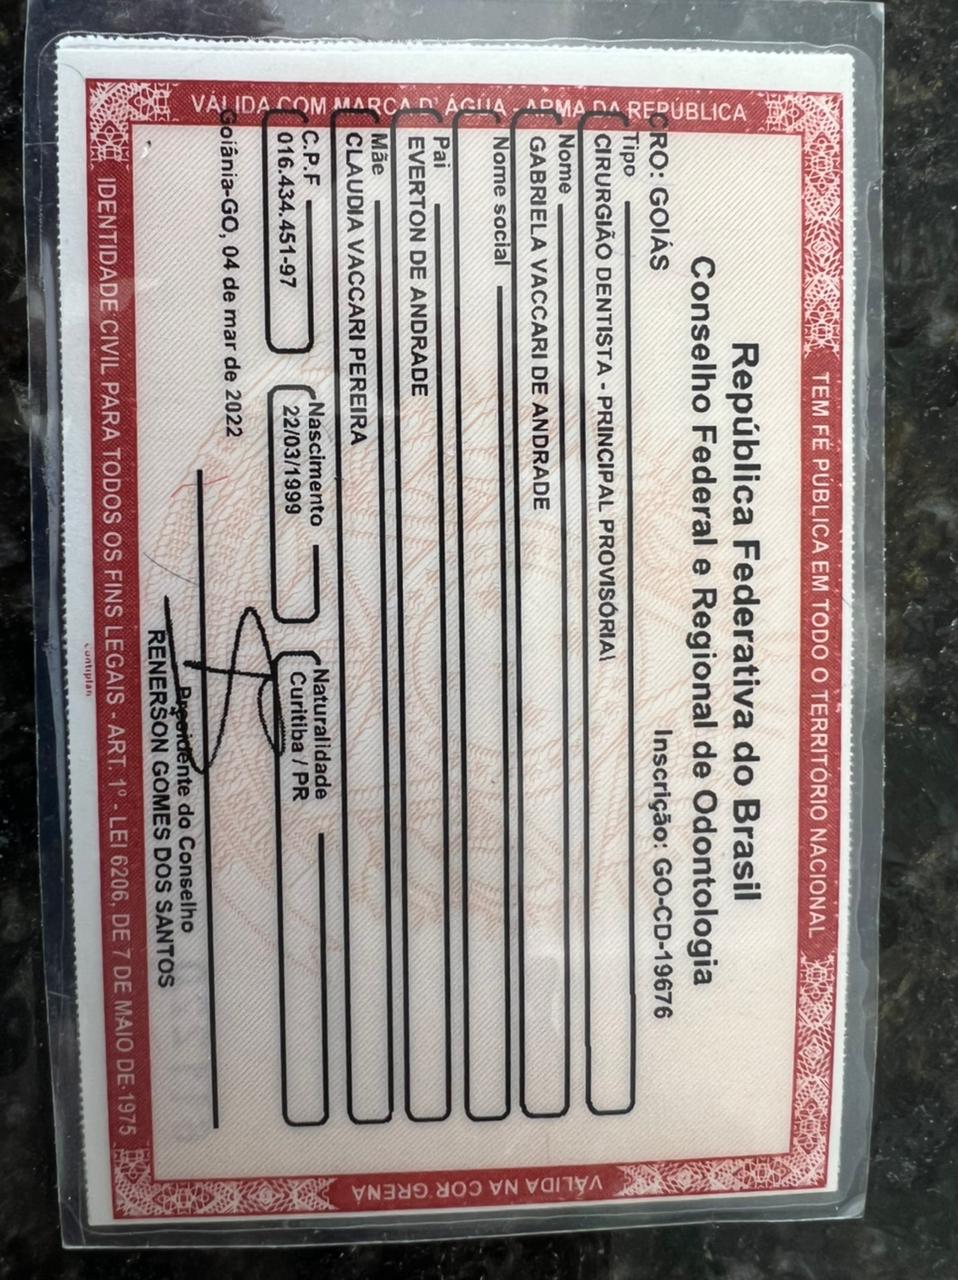 VÁLIDA COM MARCA D'ÁGUA - ARMA DA REPÚBLICA
TEM FÉ PÚBLICA EM TODO O TERRITÓRIO NACIONAL
República Federativa do Brasil
Conselho Federal e Regional de Odontologia
CRO: GOIÁS Inscrição: GO-CD-19676
Tipo
CIRURGIÃO DENTISTA - PRINCIPAL PROVISÓRIA\
Nome
GABRIELA VACCARI DE ANDRADE
Nome social
Pai
EVERTON DE ANDRADE
Mãe
CLAUDIA VACCARI PEREIRA
C.P.F Nascimento Naturalidade
016.434.451-97 22/03/1999 Curitiba / PR
Goiânia-GO, 04 de mar de 2022
Presidente do Conselho
RENERSON GOMES DOS SANTOS
IDENTIDADE CIVIL PARA TODOS OS FINS LEGAIS - ART. 1º - LEI 6206, DE 7 DE MAIO DE 1975
VÁLIDA NA COR GRENÁ
contiplan